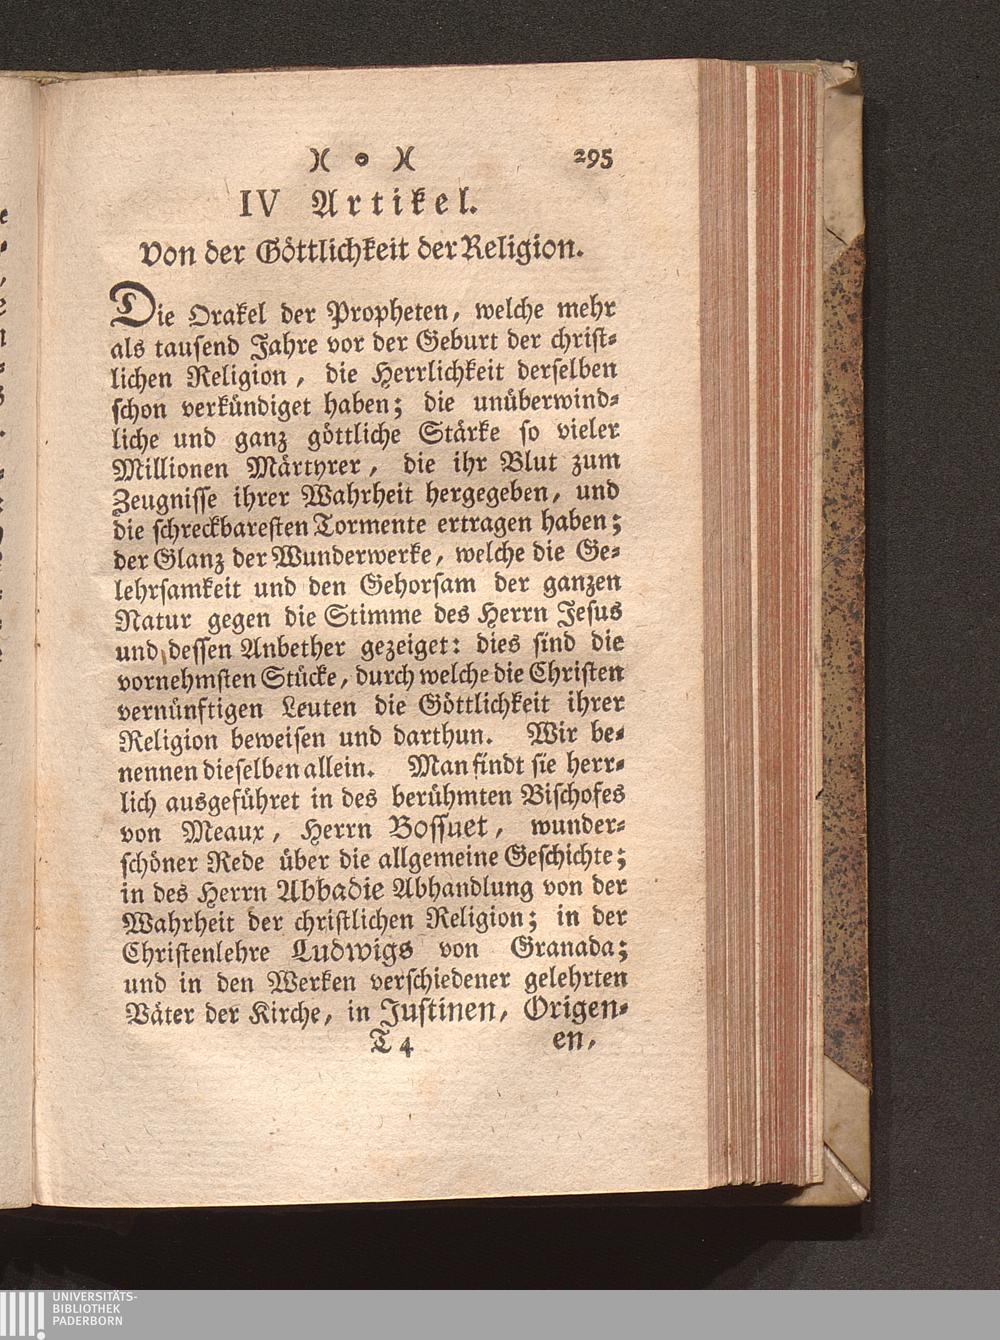 )( o )( 295
IV Artikel.
Von der Göttlichkeit der Religion.
Die Orakel der Propheten, welche mehr
als tausend Jahre vor der Geburt der christ-
lichen Religion, die Herrlichkeit derselben
schon verkündiget haben; die unüberwind-
liche und ganz göttliche Stärke so vieler
Millionen Märtyrer, die ihr Blut zum
Zeugnisse ihrer Wahrheit hergegeben, und
die schreckbaresten Tormente ertragen haben;
der Glanz der Wunderwerke, welche die Ge-
lehrsamkeit und den Gehorsam der ganzen
Natur gegen die Stimme des Herrn Jesus
und dessen Anbether gezeiget: dies sind die
vornehmsten Stücke, durch welche die Christen
vernünftigen Leuten die Göttlichkeit ihrer
Religion beweisen und darthun. Wir be-
nennen dieselben allein. Man findt sie herr-
lich ausgeführet in des berühmten Bischofes
von Meaux, Herrn Bossuet, wunder-
schöner Rede über die allgemeine Geschichte;
in des Herrn Abbadie Abhandlung von der
Wahrheit der christlichen Religion; in der
Christenlehre Ludwigs von Granada;
und in den Werken verschiedener gelehrten
Väter der Kirche, in Justinen, Origen-
T 4 en,
UNIVERSITÄTS-
BIBLIOTHEK
PADERBORN